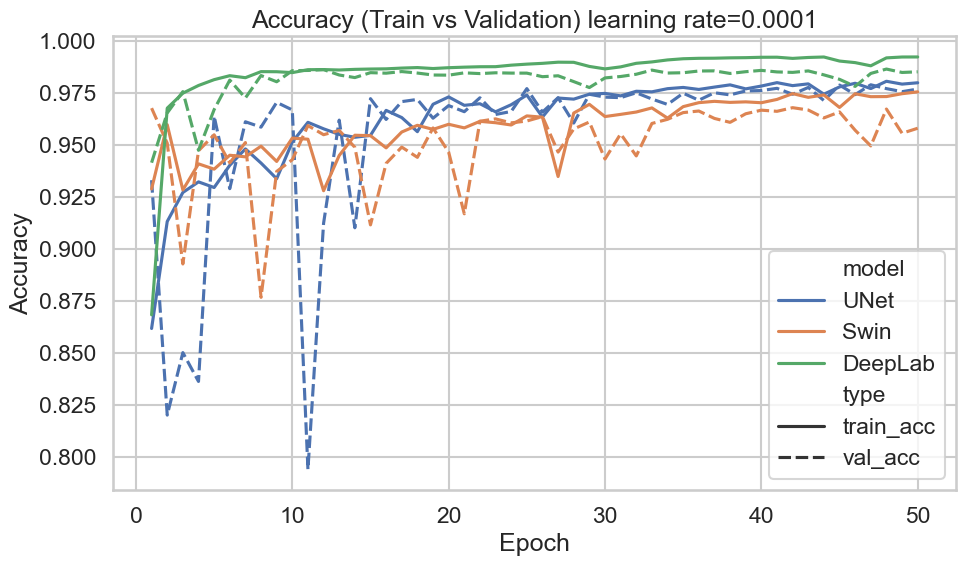 Accuracy (Train vs Validation) learning rate=0.0001
Accuracy
1.000
0.975
0.950
0.925
0.900
0.875
0.850
0.825
0.800
model
UNet
Swin
DeepLab
type
train_acc
val_acc
0 10 20 30 40 50
Epoch